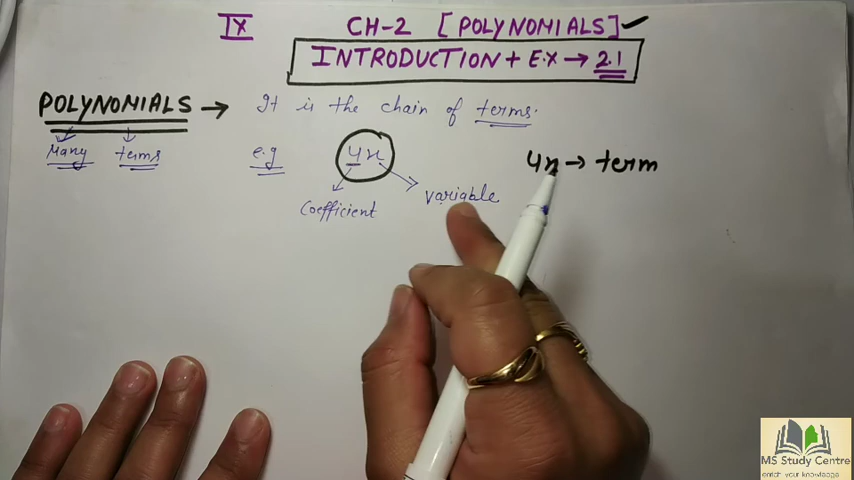 IX CH-2 [POLYNOMIALS] ✓
INTRODUCTION + E.X → 2.1
POLYNOMIALS → It is the chain of terms.
Many terms
e.g 4x
4x → term
Coefficient variable
MS Study Centre
enrich your knowledge